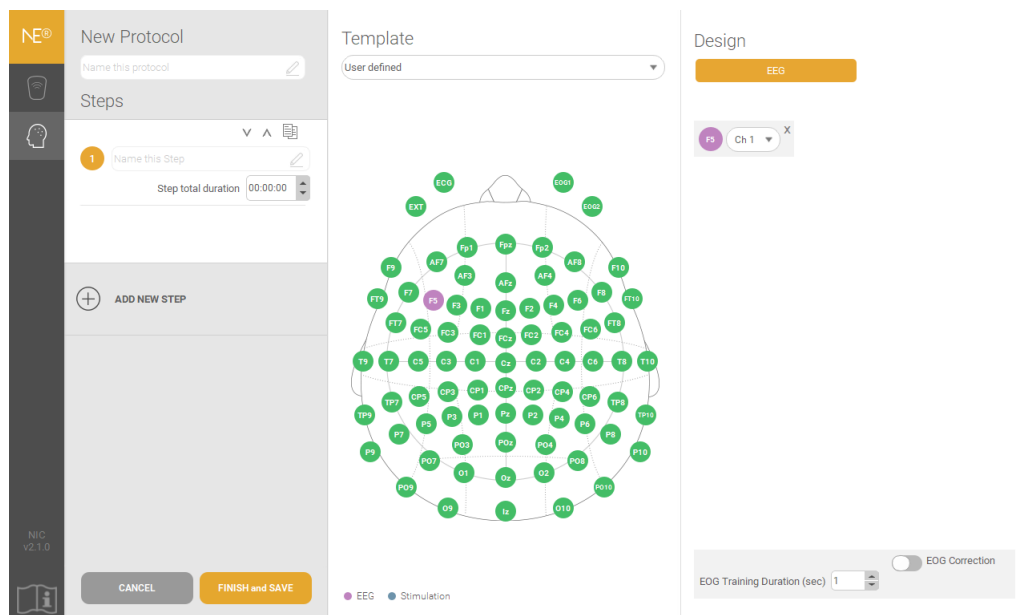 NE®
New Protocol
Name this protocol
Steps
1
Name this Step
Step total duration 00:00:00
ADD NEW STEP
CANCEL
FINISH and SAVE
NIC
v2.1.0
i
Template
User defined
ECG EOG1
EXT EOG2
Fp1 Fpz Fp2
F9 AF7 AF8 F10
AF3 AFz AF4
FT9 F7 F5 F3 F1 Fz F2 F4 F6 F8 FT10
FT7 FC5 FC3 FC1 FCz FC2 FC4 FC6 FT8
T9 T7 C5 C3 C1 Cz C2 C4 C6 T8 T10
TP7 CP5 CP3 CP1 CPz CP2 CP4 CP6 TP8
TP9 P5 P3 P1 Pz P2 P4 P6 TP10
P9 P7 PO3 POz PO4 P8 P10
PO7 PO8
PO9 O1 Oz O2 PO10
O9 Iz O10
EEG Stimulation
Design
EEG
F5 Ch 1 X
EOG Correction
EOG Training Duration (sec) 1